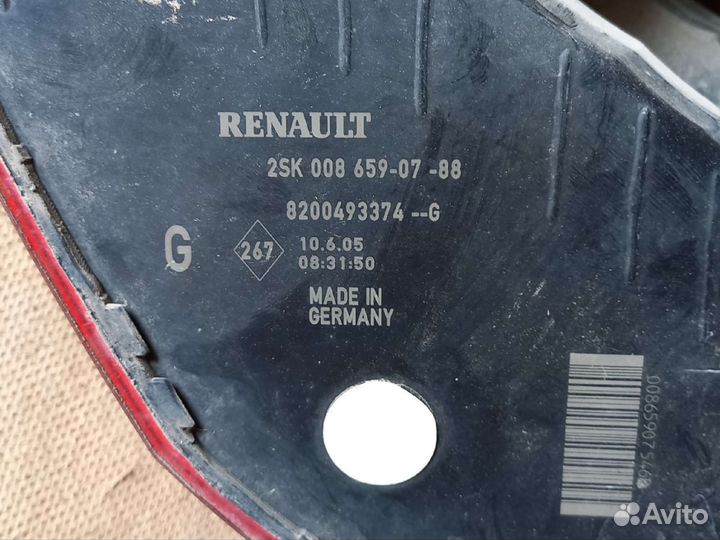 RENAULT
2SK 008 659-07 -88
8200493374 --G
G
267
10.6.05
08:31:50
MADE IN
GERMANY
Avito